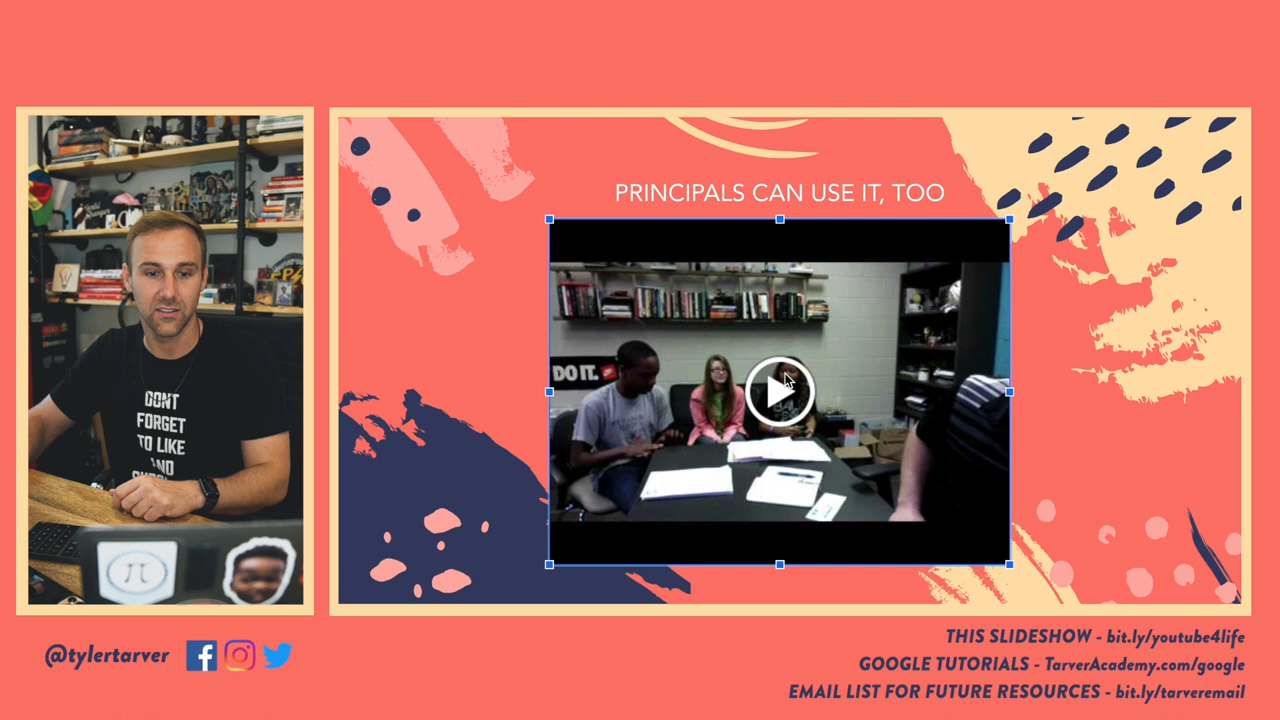 PRINCIPALS CAN USE IT, TOO
DO IT.
DON'T
FORGET
TO LIKE
AND
π
@tylertarver
THIS SLIDESHOW - bit.ly/youtube4life
GOOGLE TUTORIALS - TarverAcademy.com/google
EMAIL LIST FOR FUTURE RESOURCES - bit.ly/tarveremail